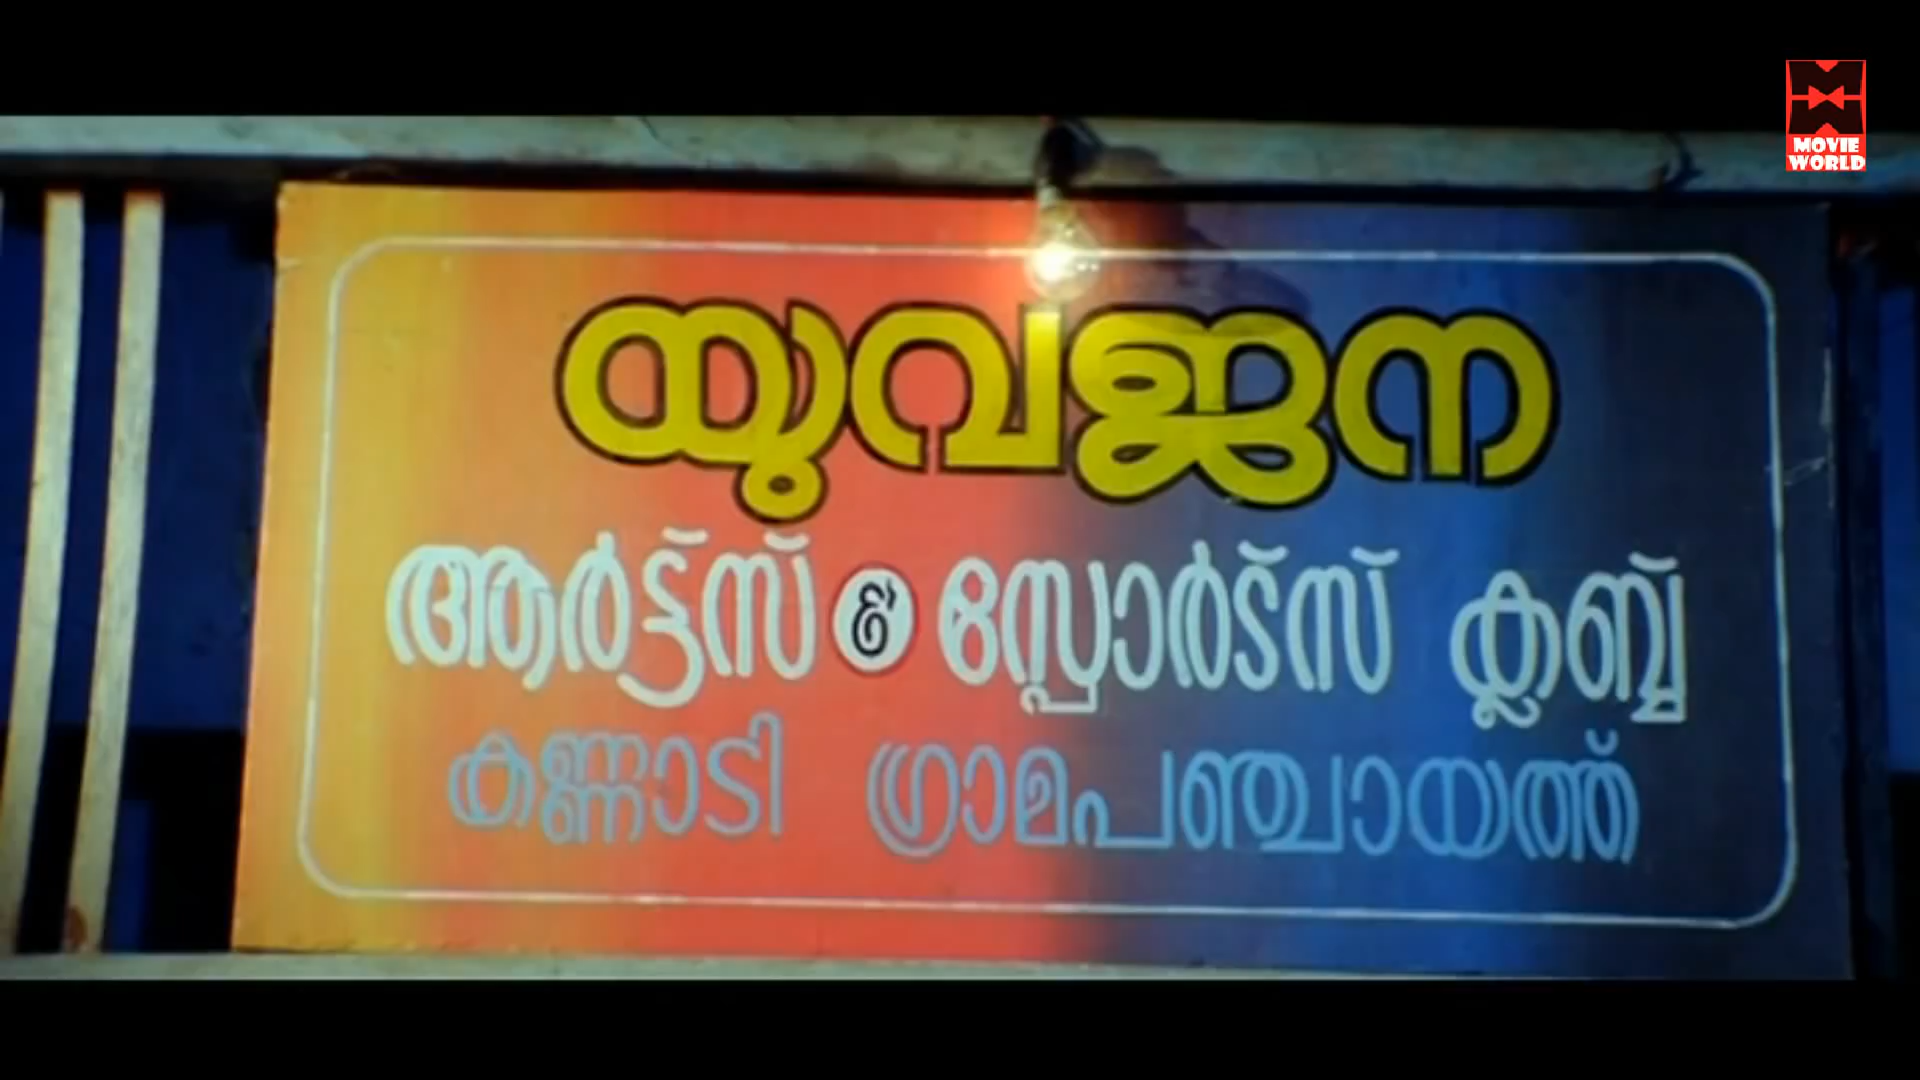 MOVIE
WORLD
യുവജന
ആർട്ട്സ് & സ്പോർട്സ് ക്ലബ്ബ്
കണ്ണാടി ഗ്രാമപഞ്ചായത്ത്